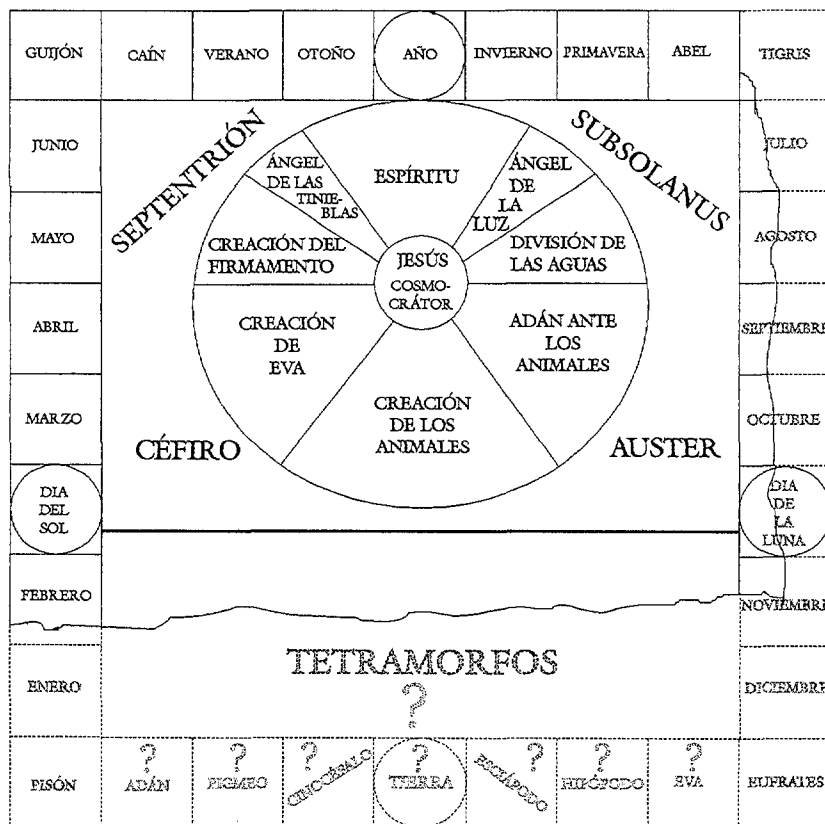 GUIJÓN CAÍN VERANO OTOÑO AÑO INVIERNO PRIMAVERA ABEL TIGRIS
JUNIO
MAYO
ABRIL
MARZO
DIA
DEL
SOL
FEBRERO
ENERO
PISÓN
SEPTENTRIÓN
SUBSOLANUS
CÉFIRO
AUSTER
ESPÍRITU
ÁNGEL
DE LAS
TINIE-
BLAS
ÁNGEL
DE
LA
LUZ
CREACIÓN DEL
FIRMAMENTO
JESÚS
COSMO-
CRÁTOR
DIVISIÓN DE
LAS AGUAS
CREACIÓN
DE
EVA
ADÁN ANTE
LOS
ANIMALES
CREACIÓN
DE LOS
ANIMALES
JULIO
AGOSTO
SEPTIEMBRE
OCTUBRE
DIA
DE
LA
LUNA
NOVIEMBRE
DICIEMBRE
EUFRATES
TETRAMORFOS
?
? ? ? ? ? ? ?
ADÁN PIGMEO CINOCÉFALO TIERRA ESCIÁPODO HIPÓPODO EVA